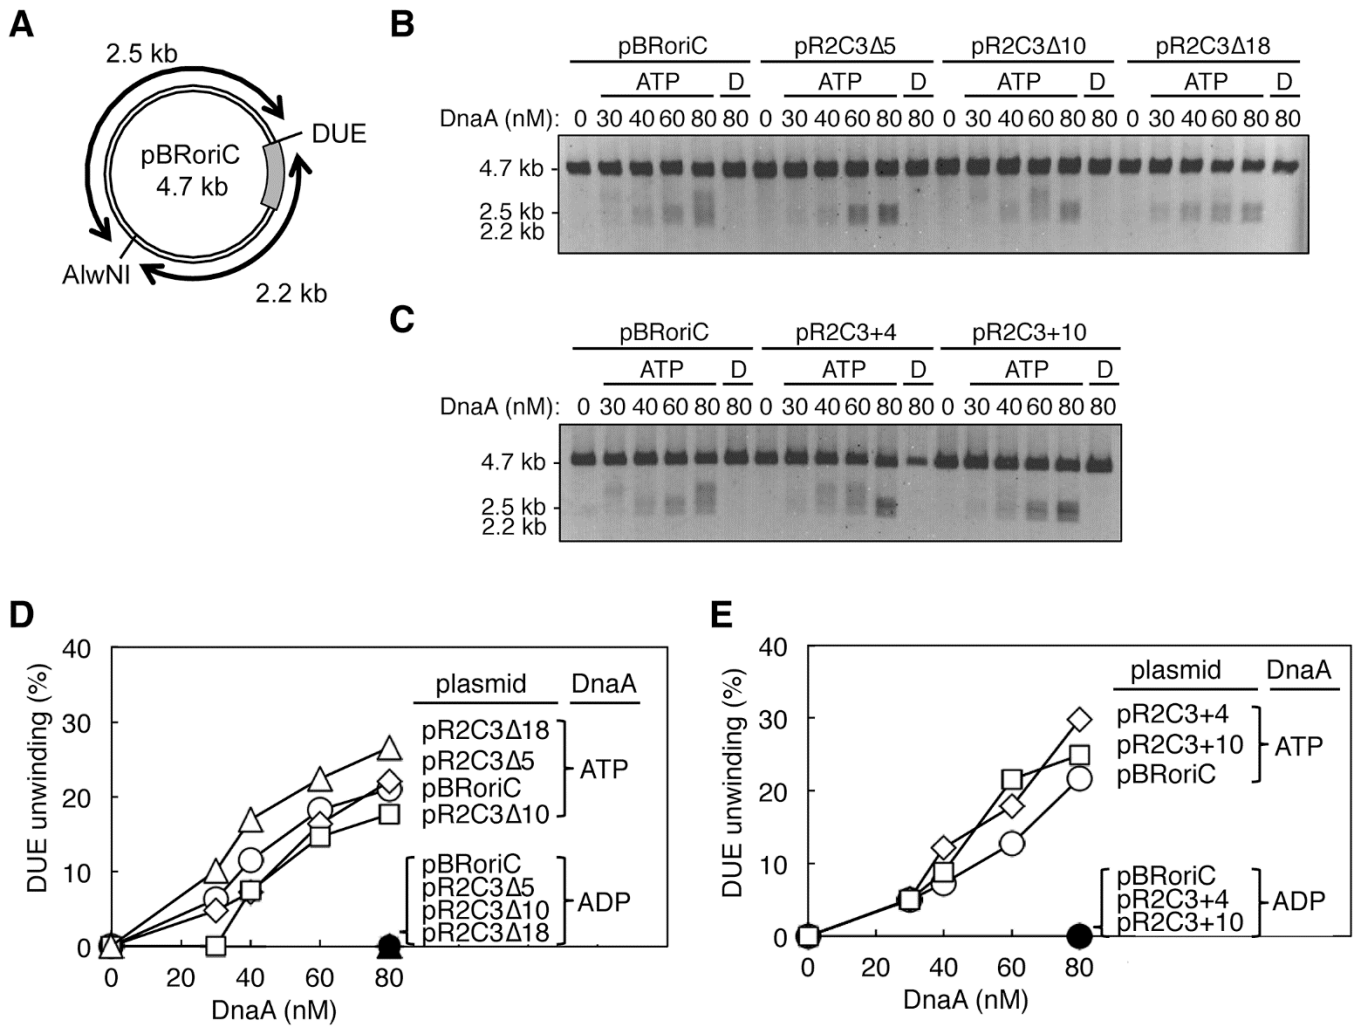 A
2.5 kb
DUE
pBRoriC
4.7 kb
AlwNI
2.2 kb
B
pBRoriC pR2C3Δ5 pR2C3Δ10 pR2C3Δ18
ATP D ATP D ATP D ATP D
DnaA (nM): 0 30 40 60 80 80 0 30 40 60 80 80 0 30 40 60 80 80 0 30 40 60 80 80
4.7 kb
2.5 kb
2.2 kb
C
pBRoriC pR2C3+4 pR2C3+10
ATP D ATP D ATP D
DnaA (nM): 0 30 40 60 80 80 0 30 40 60 80 80 0 30 40 60 80 80
4.7 kb
2.5 kb
2.2 kb
D
DUE unwinding (%)
40
30
20
10
0
0 20 40 60 80
DnaA (nM)
plasmid DnaA
pR2C3Δ18
pR2C3Δ5
pBRoriC
pR2C3Δ10
ATP
pBRoriC
pR2C3Δ5
pR2C3Δ10
pR2C3Δ18
ADP
E
DUE unwinding (%)
40
30
20
10
0
0 20 40 60 80
DnaA (nM)
plasmid DnaA
pR2C3+4
pR2C3+10
pBRoriC
ATP
pBRoriC
pR2C3+4
pR2C3+10
ADP